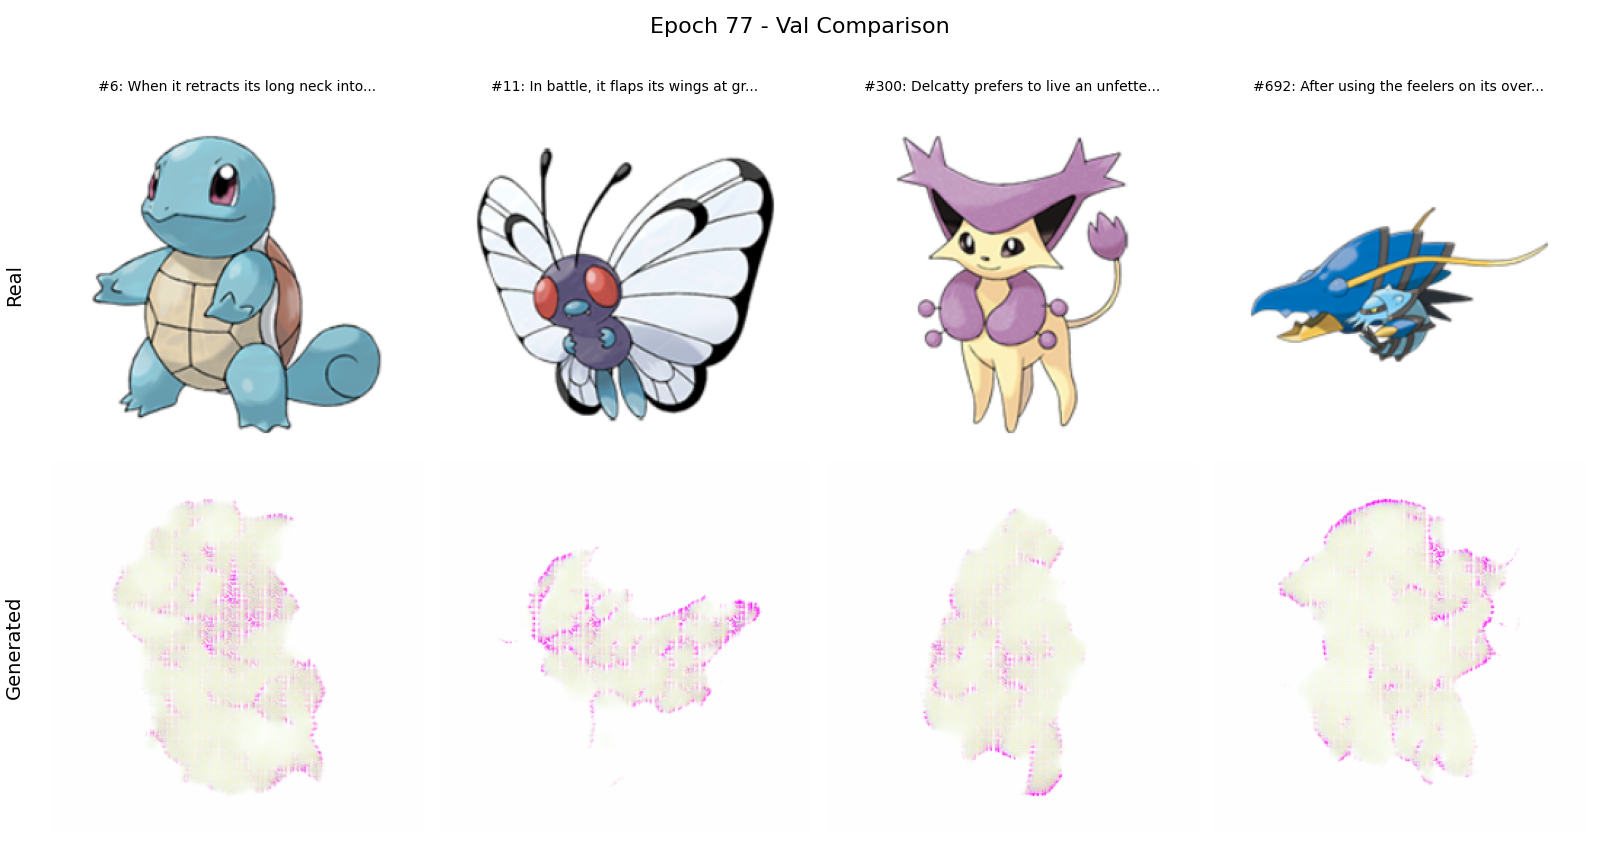 Epoch 77 - Val Comparison
#6: When it retracts its long neck into...
#11: In battle, it flaps its wings at gr...
#300: Delcatty prefers to live an unfette...
#692: After using the feelers on its over...
Real
Generated